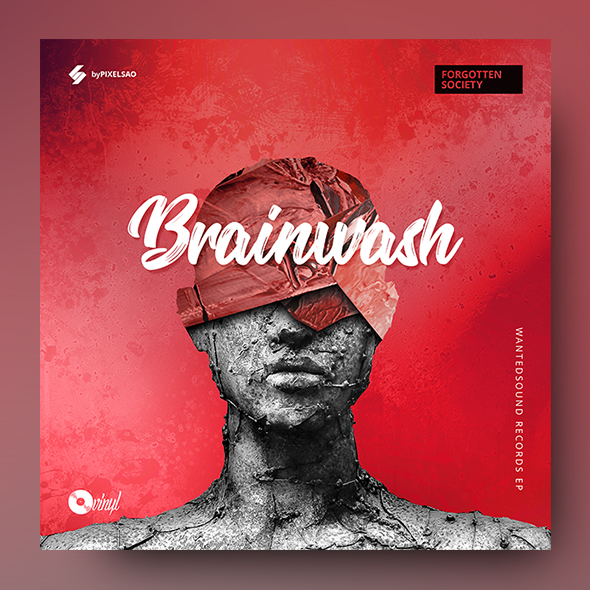 byPIXELSAO
FORGOTTEN
SOCIETY
Brainwash
WANTEDSOUND RECORDS EP
vinyl